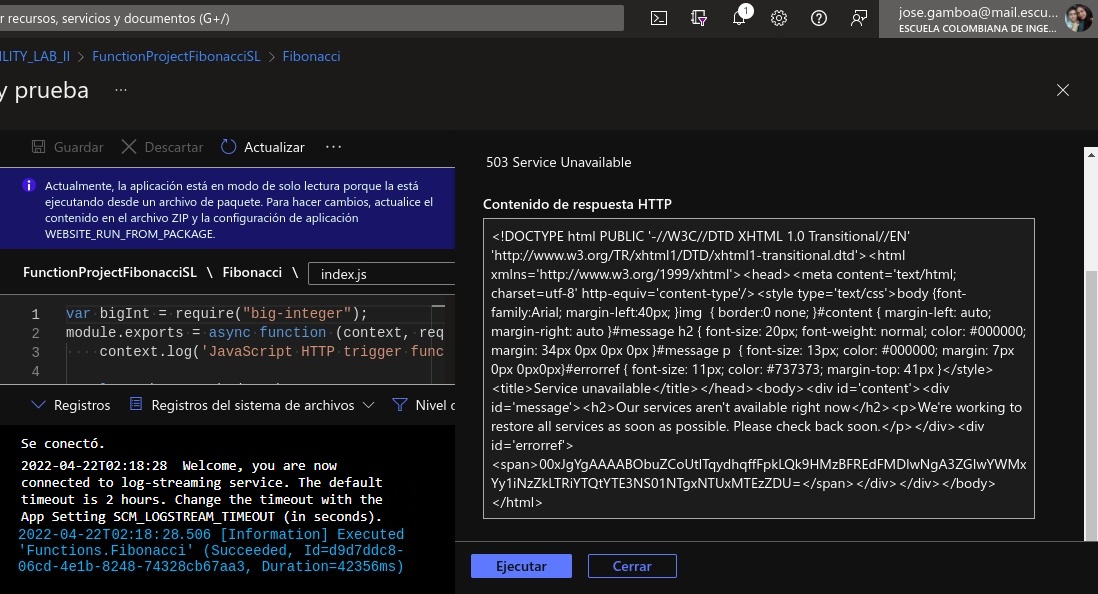 r recursos, servicios y documentos (G+/)
1
jose.gamboa@mail.escu...
ESCUELA COLOMBIANA DE INGE...
ILITY_LAB_II > FunctionProjectFibonacciSL > Fibonacci
y prueba ...
Guardar Descartar Actualizar ...
Actualmente, la aplicación está en modo de solo lectura porque la está
ejecutando desde un archivo de paquete. Para hacer cambios, actualice el
contenido en el archivo ZIP y la configuración de aplicación
WEBSITE_RUN_FROM_PACKAGE.
FunctionProjectFibonacciSL \ Fibonacci \ index.js
1 var bigInt = require("big-integer");
2 module.exports = async function (context, req
3 ····context.log('JavaScript HTTP trigger func
4
Registros Registros del sistema de archivos Nivel d
Se conectó.
2022-04-22T02:18:28 Welcome, you are now
connected to log-streaming service. The default
timeout is 2 hours. Change the timeout with the
App Setting SCM_LOGSTREAM_TIMEOUT (in seconds).
2022-04-22T02:18:28.506 [Information] Executed
'Functions.Fibonacci' (Succeeded, Id=d9d7ddc8-
06cd-4e1b-8248-74328cb67aa3, Duration=42356ms)
503 Service Unavailable
Contenido de respuesta HTTP
<!DOCTYPE html PUBLIC '-//W3C//DTD XHTML 1.0 Transitional//EN'
'http://www.w3.org/TR/xhtml1/DTD/xhtml1-transitional.dtd'><html
xmlns='http://www.w3.org/1999/xhtml'><head><meta content='text/html;
charset=utf-8' http-equiv='content-type'/><style type='text/css'>body {font-
family:Arial; margin-left:40px; }img { border:0 none; }#content { margin-left: auto;
margin-right: auto }#message h2 { font-size: 20px; font-weight: normal; color: #000000;
margin: 34px 0px 0px 0px }#message p { font-size: 13px; color: #000000; margin: 7px
0px 0px0px}#errorref { font-size: 11px; color: #737373; margin-top: 41px }</style>
<title>Service unavailable</title></head><body><div id='content'><div
id='message'><h2>Our services aren't available right now</h2><p>We're working to
restore all services as soon as possible. Please check back soon.</p></div><div
id='errorref'>
<span>00xJgYgAAAABObuZCoUtITqydhqffFpkLQk9HMzBFREdFMDIwNgA3ZGIwYWMx
Yy1iNzZkLTRiYTQtYTE3NS01NTgxNTUxMTEzZDU=</span></div></div></body>
</html>
Ejecutar Cerrar